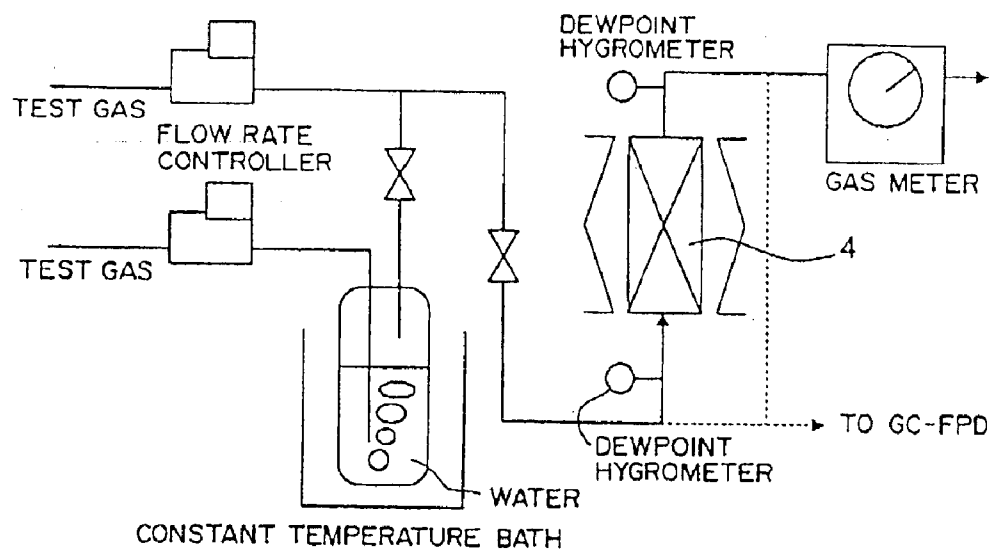 DEWPOINT
HYGROMETER
TEST GAS
FLOW RATE
CONTROLLER
GAS METER
TEST GAS
4
TO GC-FPD
DEWPOINT
HYGROMETER
WATER
CONSTANT TEMPERATURE BATH